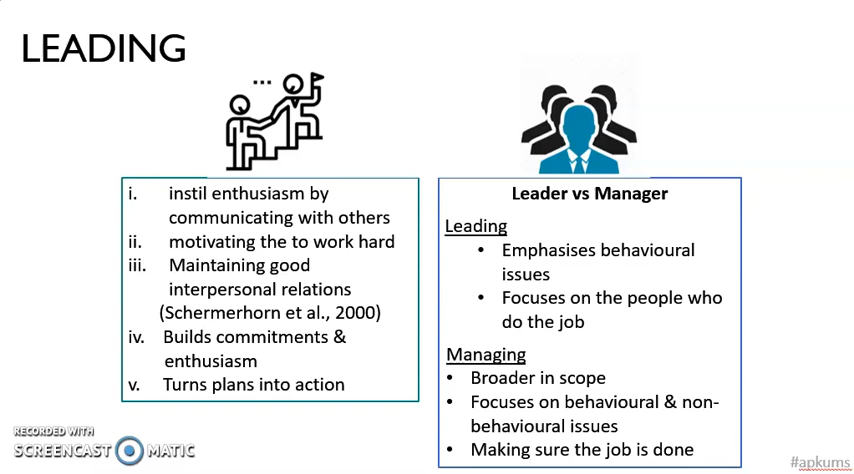 LEADING
i. instil enthusiasm by
communicating with others
ii. motivating the to work hard
iii. Maintaining good
interpersonal relations
(Schermerhorn et al., 2000)
iv. Builds commitments &
enthusiasm
v. Turns plans into action
Leader vs Manager
Leading
• Emphasises behavioural
issues
• Focuses on the people who
do the job
Managing
• Broader in scope
• Focuses on behavioural & non-
behavioural issues
• Making sure the job is done
RECORDED WITH
SCREENCAST MATIC
#apkums